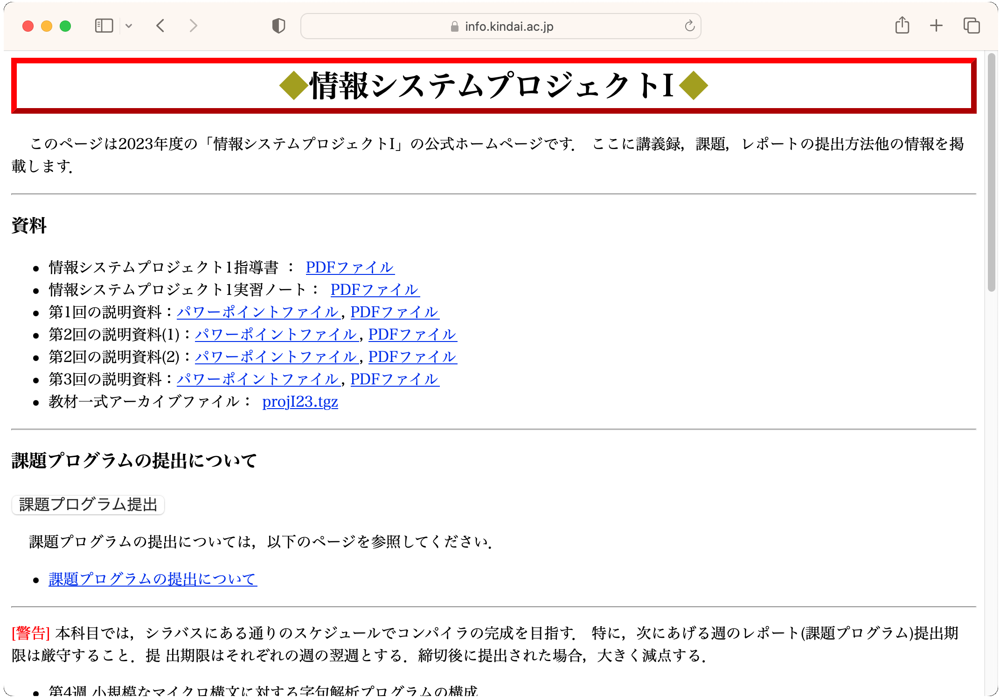 info.kindai.ac.jp
◆情報システムプロジェクトI◆
このページは2023年度の「情報システムプロジェクトI」の公式ホームページです． ここに講義録，課題，レポートの提出方法他の情報を掲
載します．
資料
• 情報システムプロジェクト1指導書 ： PDFファイル
• 情報システムプロジェクト1実習ノート： PDFファイル
• 第1回の説明資料：パワーポイントファイル, PDFファイル
• 第2回の説明資料(1)：パワーポイントファイル, PDFファイル
• 第2回の説明資料(2)：パワーポイントファイル, PDFファイル
• 第3回の説明資料：パワーポイントファイル, PDFファイル
• 教材一式アーカイブファイル： projI23.tgz
課題プログラムの提出について
課題プログラム提出
課題プログラムの提出については，以下のページを参照してください．
• 課題プログラムの提出について
[警告] 本科目では，シラバスにある通りのスケジュールでコンパイラの完成を目指す． 特に，次にあげる週のレポート(課題プログラム)提出期
限は厳守すること．提 出期限はそれぞれの週の翌週とする．締切後に提出された場合，大きく減点する．
• 第4週 小規模なマイクロ構文に対する字句解析プログラムの構成